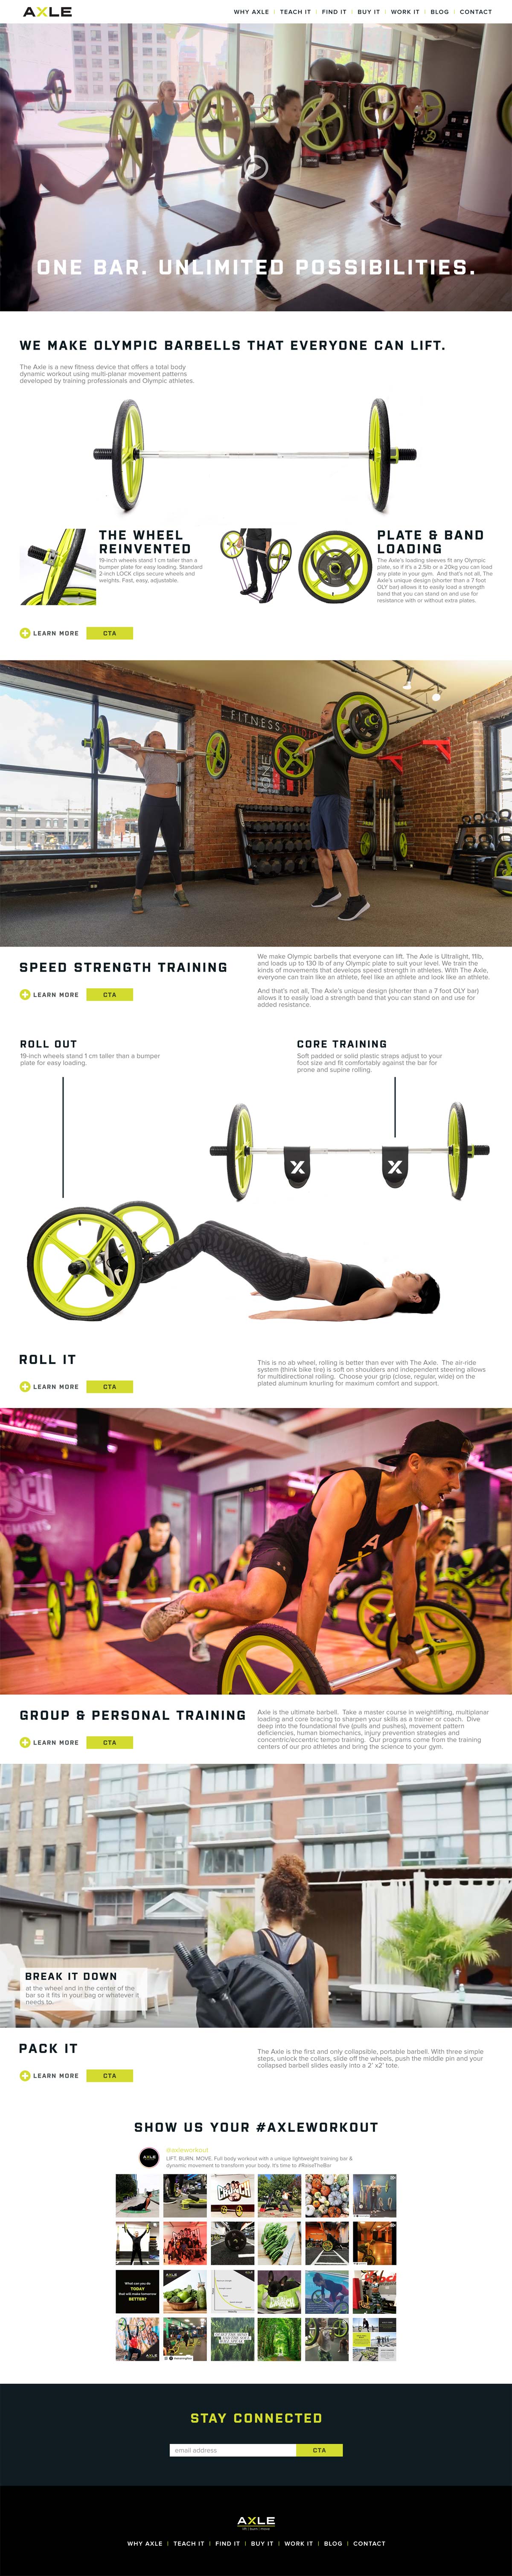 AXLE
WHY AXLE | TEACH IT | FIND IT | BUY IT | WORK IT | BLOG | CONTACT
ONE BAR. UNLIMITED POSSIBILITIES.
WE MAKE OLYMPIC BARBELLS THAT EVERYONE CAN LIFT.
The Axle is a new fitness device that offers a total body
dynamic workout using multi-planar movement patterns
developed by training professionals and Olympic athletes.
THE WHEEL
REINVENTED
19-inch wheels stand 1 cm taller than a
bumper plate for easy loading. Standard
2-inch LOCK clips secure wheels and
weights. Fast, easy, adjustable.
PLATE & BAND
LOADING
The Axle's loading sleeves fit any Olympic
plate, so if it's a 2.5lb or a 20kg you can load
any plate in your gym. And that's not all, The
Axle's unique design (shorter than a 7 foot
OLY bar) allows it to easily load a strength
band that you can stand on and use for
resistance with or without extra plates.
LEARN MORE
CTA
FITNESS
SPEED STRENGTH TRAINING
LEARN MORE
CTA
We make Olympic barbells that everyone can lift. The Axle is Ultralight, 11lb,
and loads up to 130 lb of any Olympic plate to suit your level. We train the
kinds of movements that develops speed strength in athletes. With The Axle,
everyone can train like an athlete, feel like an athlete and look like an athlete.
And that's not all, The Axle's unique design (shorter than a 7 foot OLY bar)
allows it to easily load a strength band that you can stand on and use for
added resistance.
ROLL OUT
19-inch wheels stand 1 cm taller than a bumper
plate for easy loading.
CORE TRAINING
Soft padded or solid plastic straps adjust to your
foot size and fit comfortably against the bar for
prone and supine rolling.
ROLL IT
LEARN MORE
CTA
This is no ab wheel, rolling is better than ever with The Axle. The air-ride
system (think bike tire) is soft on shoulders and independent steering allows
for multidirectional rolling. Choose your grip (close, regular, wide) on the
plated aluminum knurling for maximum comfort and support.
GROUP & PERSONAL TRAINING
LEARN MORE
CTA
Axle is the ultimate barbell. Take a master course in weightlifting, multiplanar
loading and core bracing to sharpen your skills as a trainer or coach. Dive
deep into the foundational five (pulls and pushes), movement pattern
deficiencies, human biomechanics, injury prevention strategies and
concentric/eccentric tempo training. Our programs come from the training
centers of our pro athletes and bring the science to your gym.
BREAK IT DOWN
at the wheel and in the center of the
bar so it fits in your bag or whatever it
needs to.
PACK IT
LEARN MORE
CTA
The Axle is the first and only collapsible, portable barbell. With three simple
steps, unlock the collars, slide off the wheels, push the middle pin and your
collapsed barbell slides easily into a 2' x2' tote.
SHOW US YOUR #AXLEWORKOUT
AXLE
@axleworkout
LIFT. BURN. MOVE. Full body workout with a unique lightweight training bar &
dynamic movement to transform your body. It's time to #RaiseTheBar
CRUNCH
What can you do
TODAY
that will make tomorrow
BETTER?
AXLE
AXLE
STAY CONNECTED
email address
CTA
AXLE
lift | burn | move
WHY AXLE | TEACH IT | FIND IT | BUY IT | WORK IT | BLOG | CONTACT